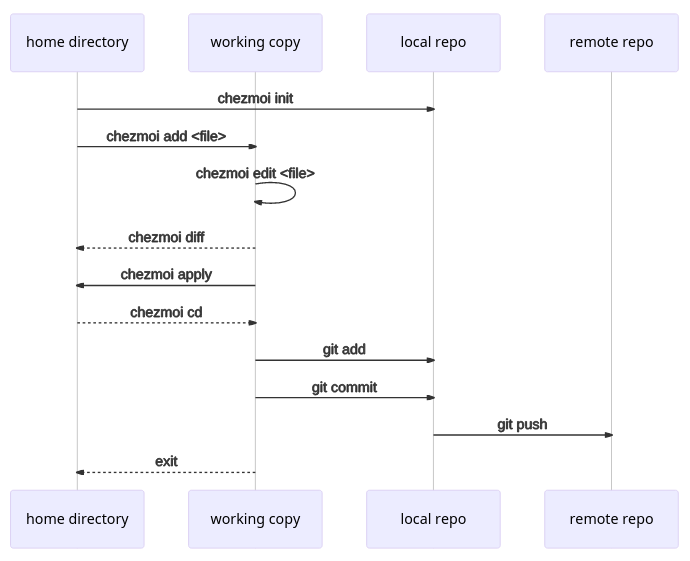 home directory
working copy
local repo
remote repo
chezmoi init
chezmoi add <file>
chezmoi edit <file>
chezmoi diff
chezmoi apply
chezmoi cd
git add
git commit
git push
exit
home directory
working copy
local repo
remote repo